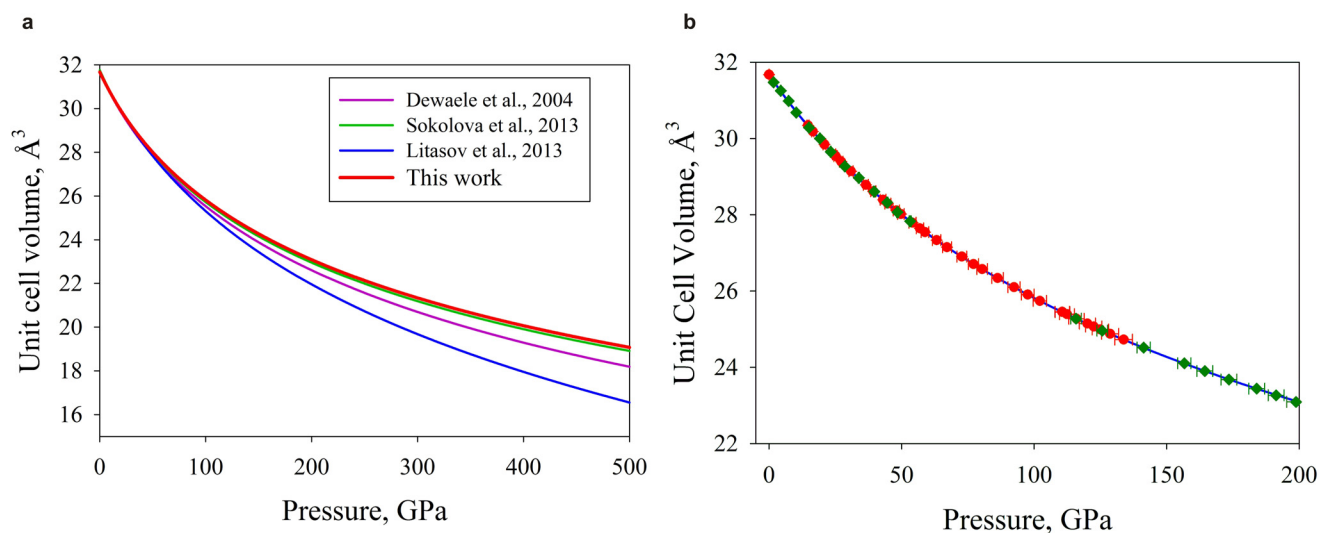 a
b
Unit cell volume, Å³
32
30
28
26
24
22
20
18
16
0
100
200
300
400
500
Pressure, GPa
Dewaele et al., 2004
Sokolova et al., 2013
Litasov et al., 2013
This work
Unit Cell Volume, Å³
32
30
28
26
24
22
0
50
100
150
200
Pressure, GPa